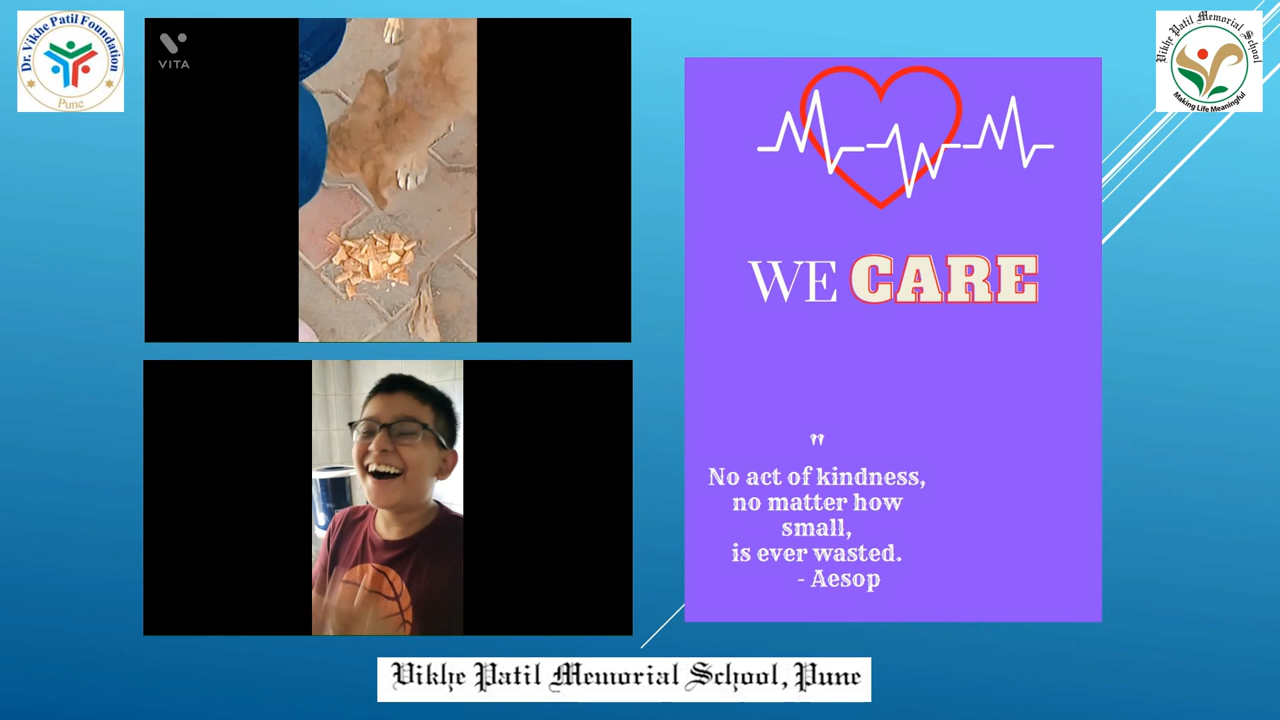 Dr. Vikhe Patil Foundation
Pune
VITA
Vikhe Patil Memorial School
Making Life Meaningful
WE CARE
"
No act of kindness,
no matter how
small,
is ever wasted.
- Aesop
Vikhe Patil Memorial School, Pune